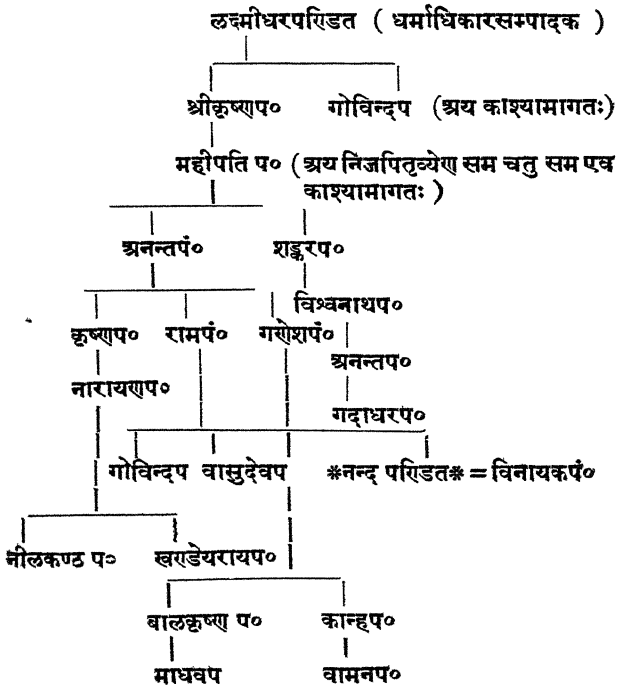 लक्ष्मीधरपण्डित ( धर्माधिकारसम्पादक )
श्रीकृष्णप० गोविन्दप (अय काश्यामागतः)
महीपति प० (अय निजपितृव्येण सम चतु सम एव
काश्यामागतः)
अनन्तपं० शङ्करप०
विश्वनाथप०
कृष्णप० रामपं० गणेशपं०
अनन्तप०
नारायणप०
गदाधरप०
गोविन्दप वासुदेवप *नन्द पण्डित* = विनायकपं०
नीलकण्ठ प० खण्डेयरायप०
बालकृष्ण प० कान्हप०
माधवप वामनप०